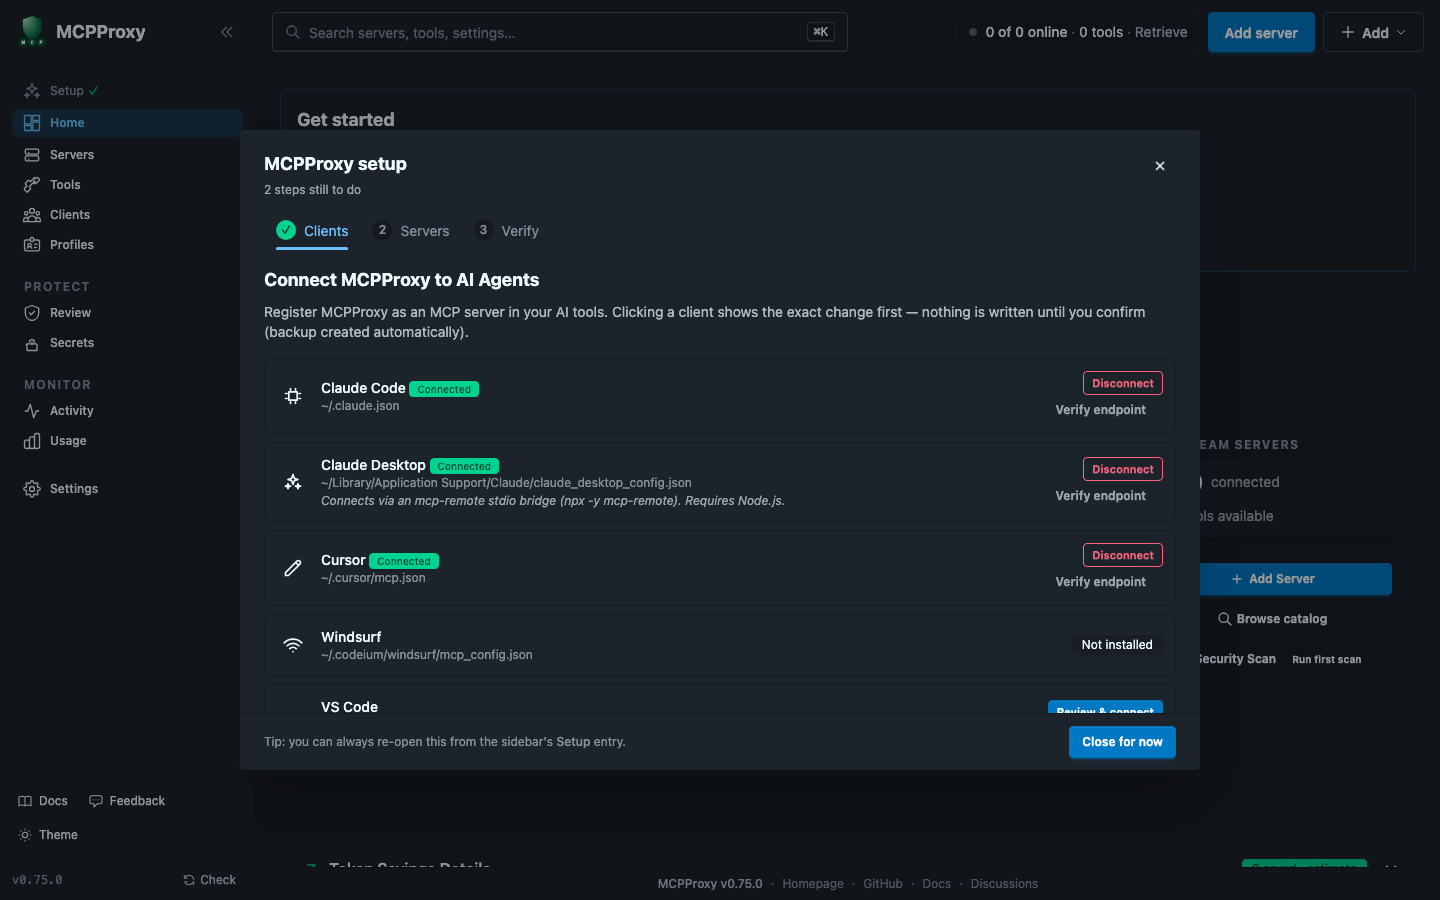 MCPProxy
Search servers, tools, settings...
⌘K
0 of 0 online · 0 tools · Retrieve
Add server
Add
Setup
Home
Servers
Tools
Clients
Profiles
PROTECT
Review
Secrets
MONITOR
Activity
Usage
Settings
Docs
Feedback
Theme
v0.75.0
Check
Get started
MCPProxy setup
2 steps still to do
Clients
2 Servers
3 Verify
Connect MCPProxy to AI Agents
Register MCPProxy as an MCP server in your AI tools. Clicking a client shows the exact change first — nothing is written until you confirm
(backup created automatically).
Claude Code Connected
~/.claude.json
Disconnect
Verify endpoint
Claude Desktop Connected
~/Library/Application Support/Claude/claude_desktop_config.json
Connects via an mcp-remote stdio bridge (npx -y mcp-remote). Requires Node.js.
Disconnect
Verify endpoint
Cursor Connected
~/.cursor/mcp.json
Disconnect
Verify endpoint
Windsurf
~/.codeium/windsurf/mcp_config.json
Not installed
VS Code
Review & connect
Tip: you can always re-open this from the sidebar's Setup entry.
Close for now
EAM SERVERS
connected
ols available
Add Server
Browse catalog
Security Scan
Run first scan
Token Savings Details
MCPProxy v0.75.0 · Homepage · GitHub · Docs · Discussions